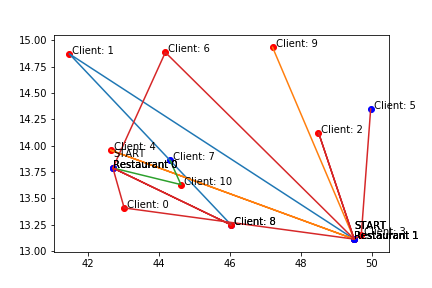 15.00
14.75
14.50
14.25
14.00
13.75
13.50
13.25
13.00
42
44
46
48
50
Client: 1
Client: 6
Client: 9
Client: 5
Client: 2
Client: 4
START
Client: 7
Restaurant 0
Client: 10
Client: 0
Client: 8
START
Client: 3
Restaurant 1